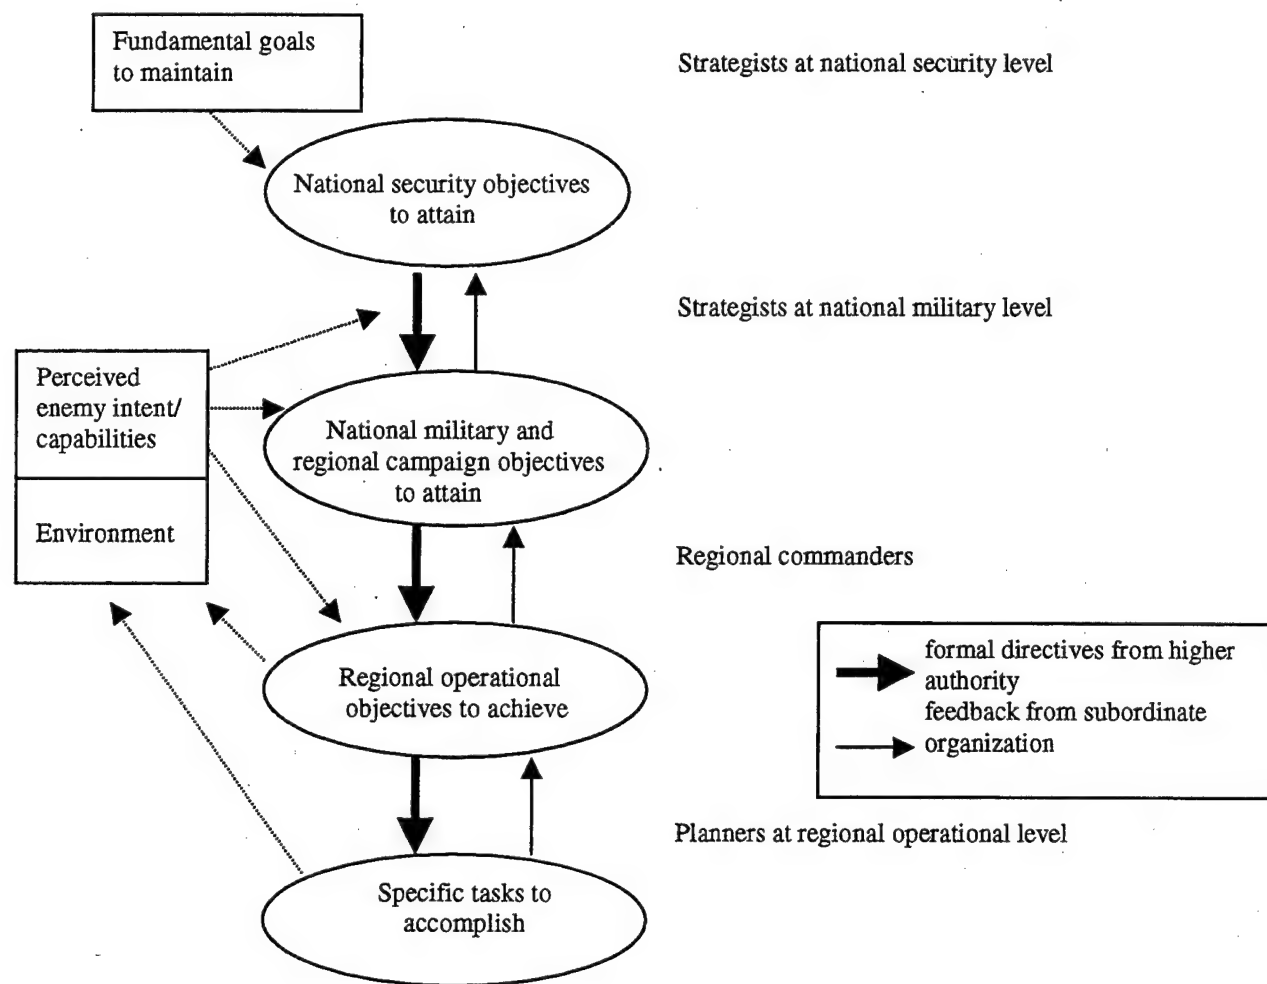 Fundamental goals
to maintain
Strategists at national security level
National security objectives
to attain
Strategists at national military level
Perceived
enemy intent/
capabilities
National military and
regional campaign objectives
to attain
Environment
Regional commanders
formal directives from higher
authority
feedback from subordinate
organization
Regional operational
objectives to achieve
Planners at regional operational level
Specific tasks to
accomplish